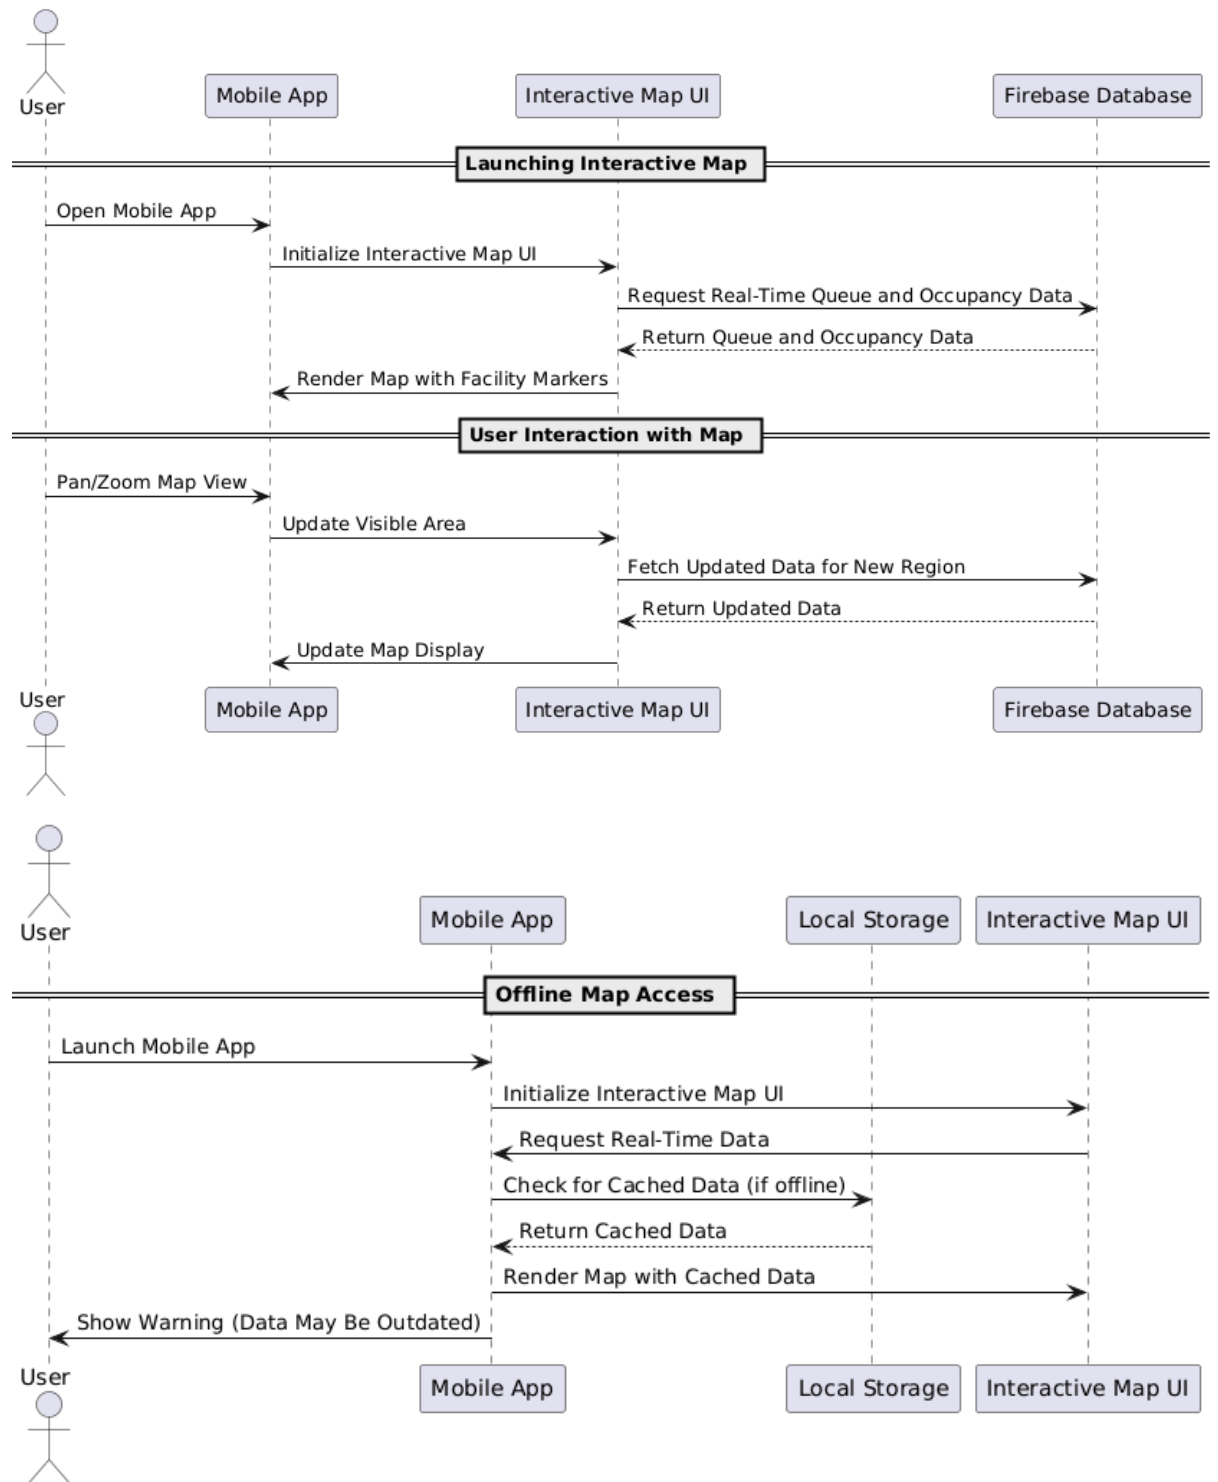 User
Mobile App
Interactive Map UI
Firebase Database
Launching Interactive Map
Open Mobile App
Initialize Interactive Map UI
Request Real-Time Queue and Occupancy Data
Return Queue and Occupancy Data
Render Map with Facility Markers
User Interaction with Map
Pan/Zoom Map View
Update Visible Area
Fetch Updated Data for New Region
Return Updated Data
Update Map Display
User
Mobile App
Interactive Map UI
Firebase Database
User
Mobile App
Local Storage
Interactive Map UI
Offline Map Access
Launch Mobile App
Initialize Interactive Map UI
Request Real-Time Data
Check for Cached Data (if offline)
Return Cached Data
Render Map with Cached Data
Show Warning (Data May Be Outdated)
User
Mobile App
Local Storage
Interactive Map UI